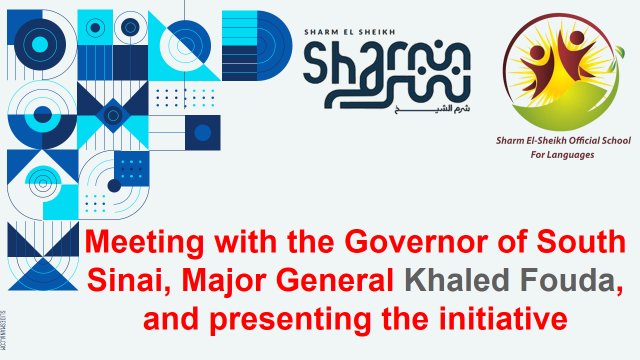 SHARM EL SHEIKH
Sharm
شرم الشيخ
Sharm El-Sheikh Official School
For Languages
Meeting with the Governor of South
Sinai, Major General Khaled Fouda,
and presenting the initiative